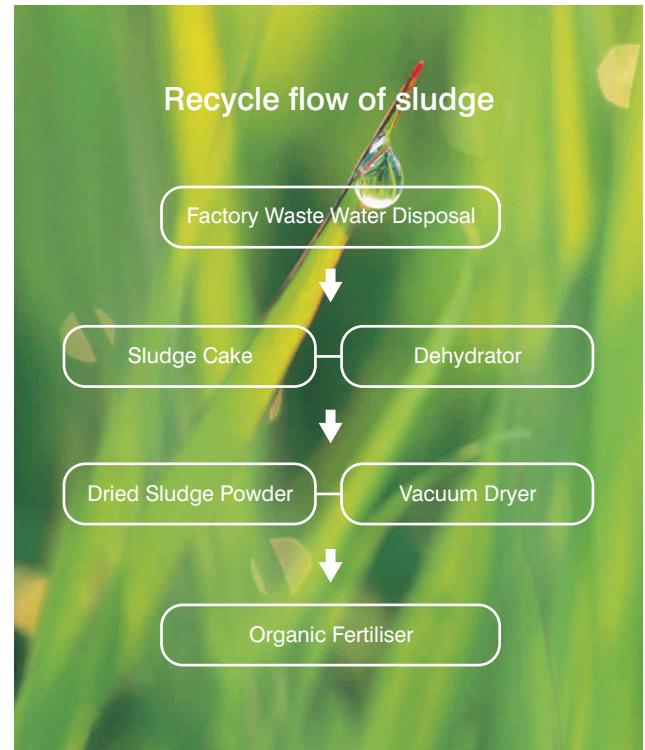 Recycle flow of sludge
Factory Waste Water Disposal
Sludge Cake
Dehydrator
Dried Sludge Powder
Vacuum Dryer
Organic Fertiliser